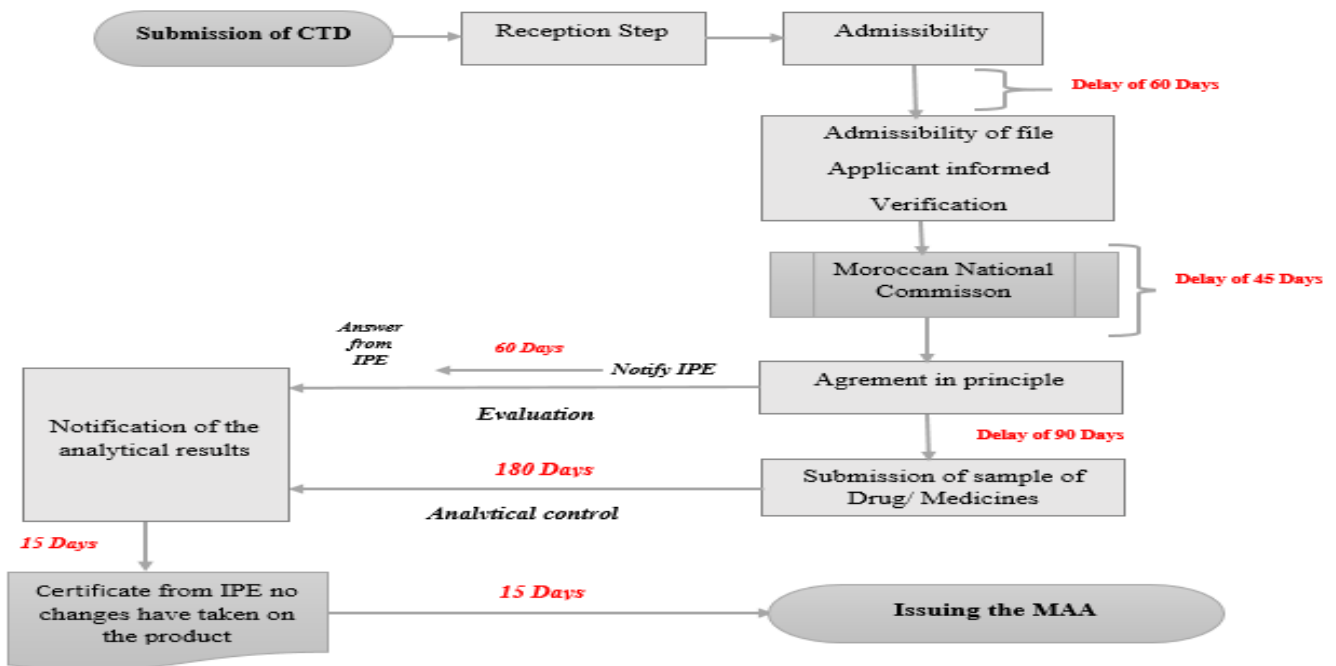 Submission of CTD
Reception Step
Admissibility
Delay of 60 Days
Admissibility of file
Applicant informed
Verification
Moroccan National
Commisson
Delay of 45 Days
Answer
from
IPE
60 Days
Notify IPE
Agrement in principle
Evaluation
Notification of the
analytical results
Delay of 90 Days
180 Days
Submission of sample of
Drug/ Medicines
Analytical control
15 Days
Certificate from IPE no
changes have taken on
the product
15 Days
Issuing the MAA